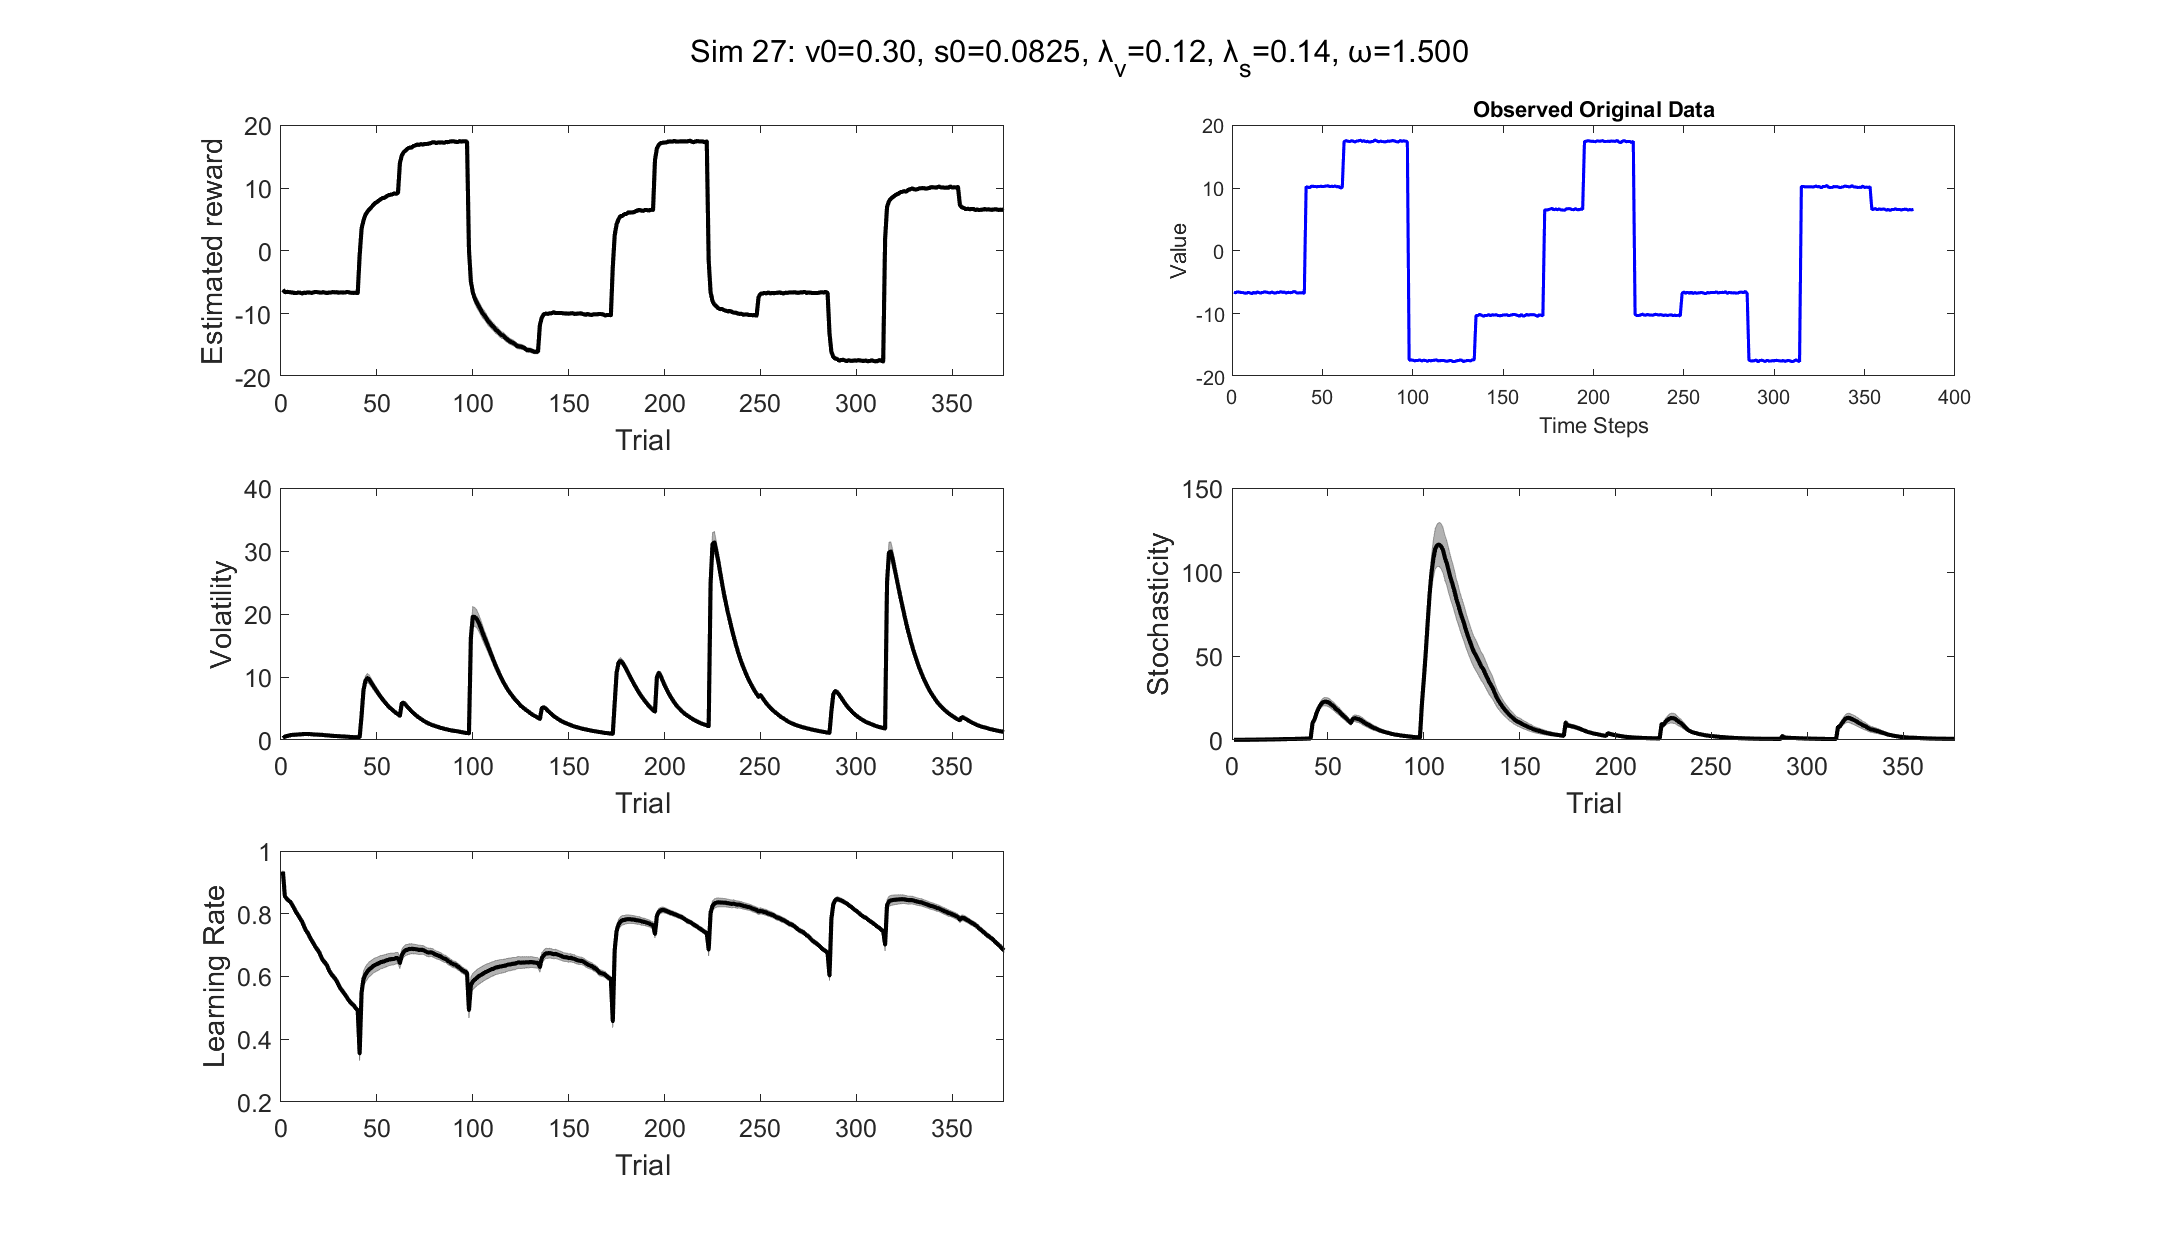 Sim 27: v0=0.30, s0=0.0825, λv=0.12, λs=0.14, ω=1.500
Estimated reward
20
10
0
-10
-20
0 50 100 150 200 250 300 350
Trial
Observed Original Data
Value
20
10
0
-10
-20
0 50 100 150 200 250 300 350 400
Time Steps
Volatility
40
30
20
10
0
0 50 100 150 200 250 300 350
Trial
Stochasticity
150
100
50
0
0 50 100 150 200 250 300 350
Trial
Learning Rate
1
0.8
0.6
0.4
0.2
0 50 100 150 200 250 300 350
Trial